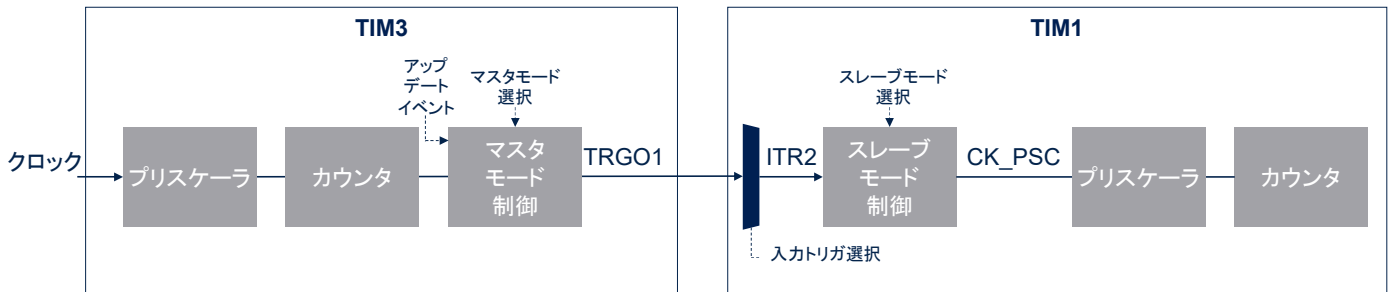 TIM3
TIM1
アップ
デート
イベント
マスタモード
選択
スレーブモード
選択
クロック
プリスケーラ
カウンタ
マスタ
モード
制御
TRGO1
ITR2
スレーブ
モード
制御
CK_PSC
プリスケーラ
カウンタ
入力トリガ選択